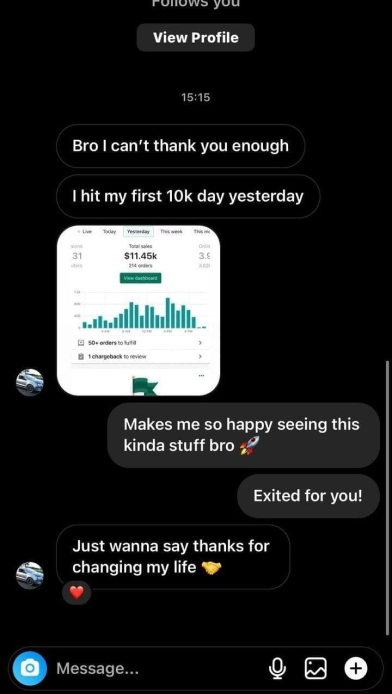 Follows you
View Profile
15:15
Bro I can't thank you enough
I hit my first 10k day yesterday
Live Today Yesterday This week This mo
Total sales
31 $11.45k 3.9
214 orders
View dashboard
50+ orders to fulfill
1 chargeback to review
Makes me so happy seeing this
kinda stuff bro 🚀
Exited for you!
Just wanna say thanks for
changing my life 🤝
❤️
Message...